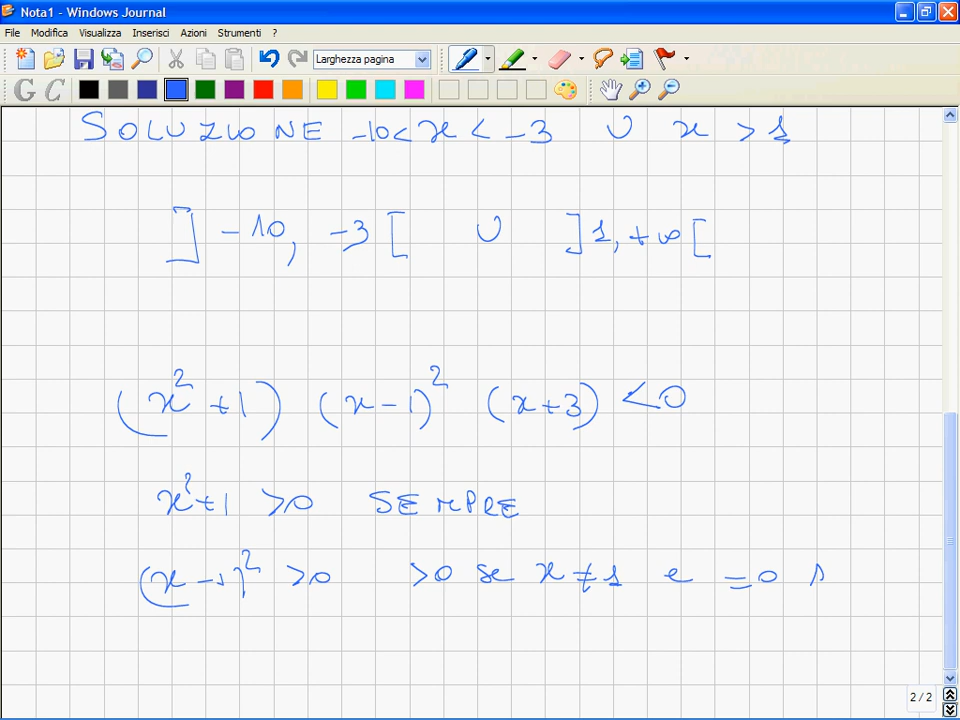 Nota1 - Windows Journal
File Modifica Visualizza Inserisci Azioni Strumenti ?
Larghezza pagina
G C
SOLUZIONE -10 < x < -3 ∪ x > 1
]-10, -3[ ∪ ]1, +∞[
(x²+1) (x-1)² (x+3) <0
x²+1 >0 SEMPRE
(x-1)² >0 >0 se x≠1 e =0
2 / 2